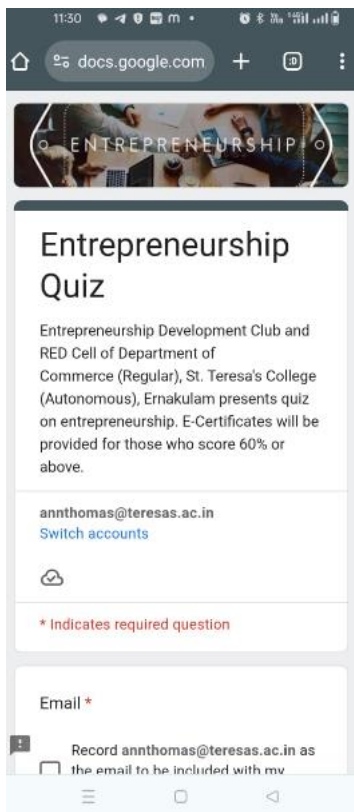 11:30
docs.google.com
:D
ENTREPRENEURSHIP
Entrepreneurship
Quiz
Entrepreneurship Development Club and
RED Cell of Department of
Commerce (Regular), St. Teresa's College
(Autonomous), Ernakulam presents quiz
on entrepreneurship. E-Certificates will be
provided for those who score 60% or
above.
annthomas@teresas.ac.in
Switch accounts
* Indicates required question
Email *
Record annthomas@teresas.ac.in as
the email to be included with my